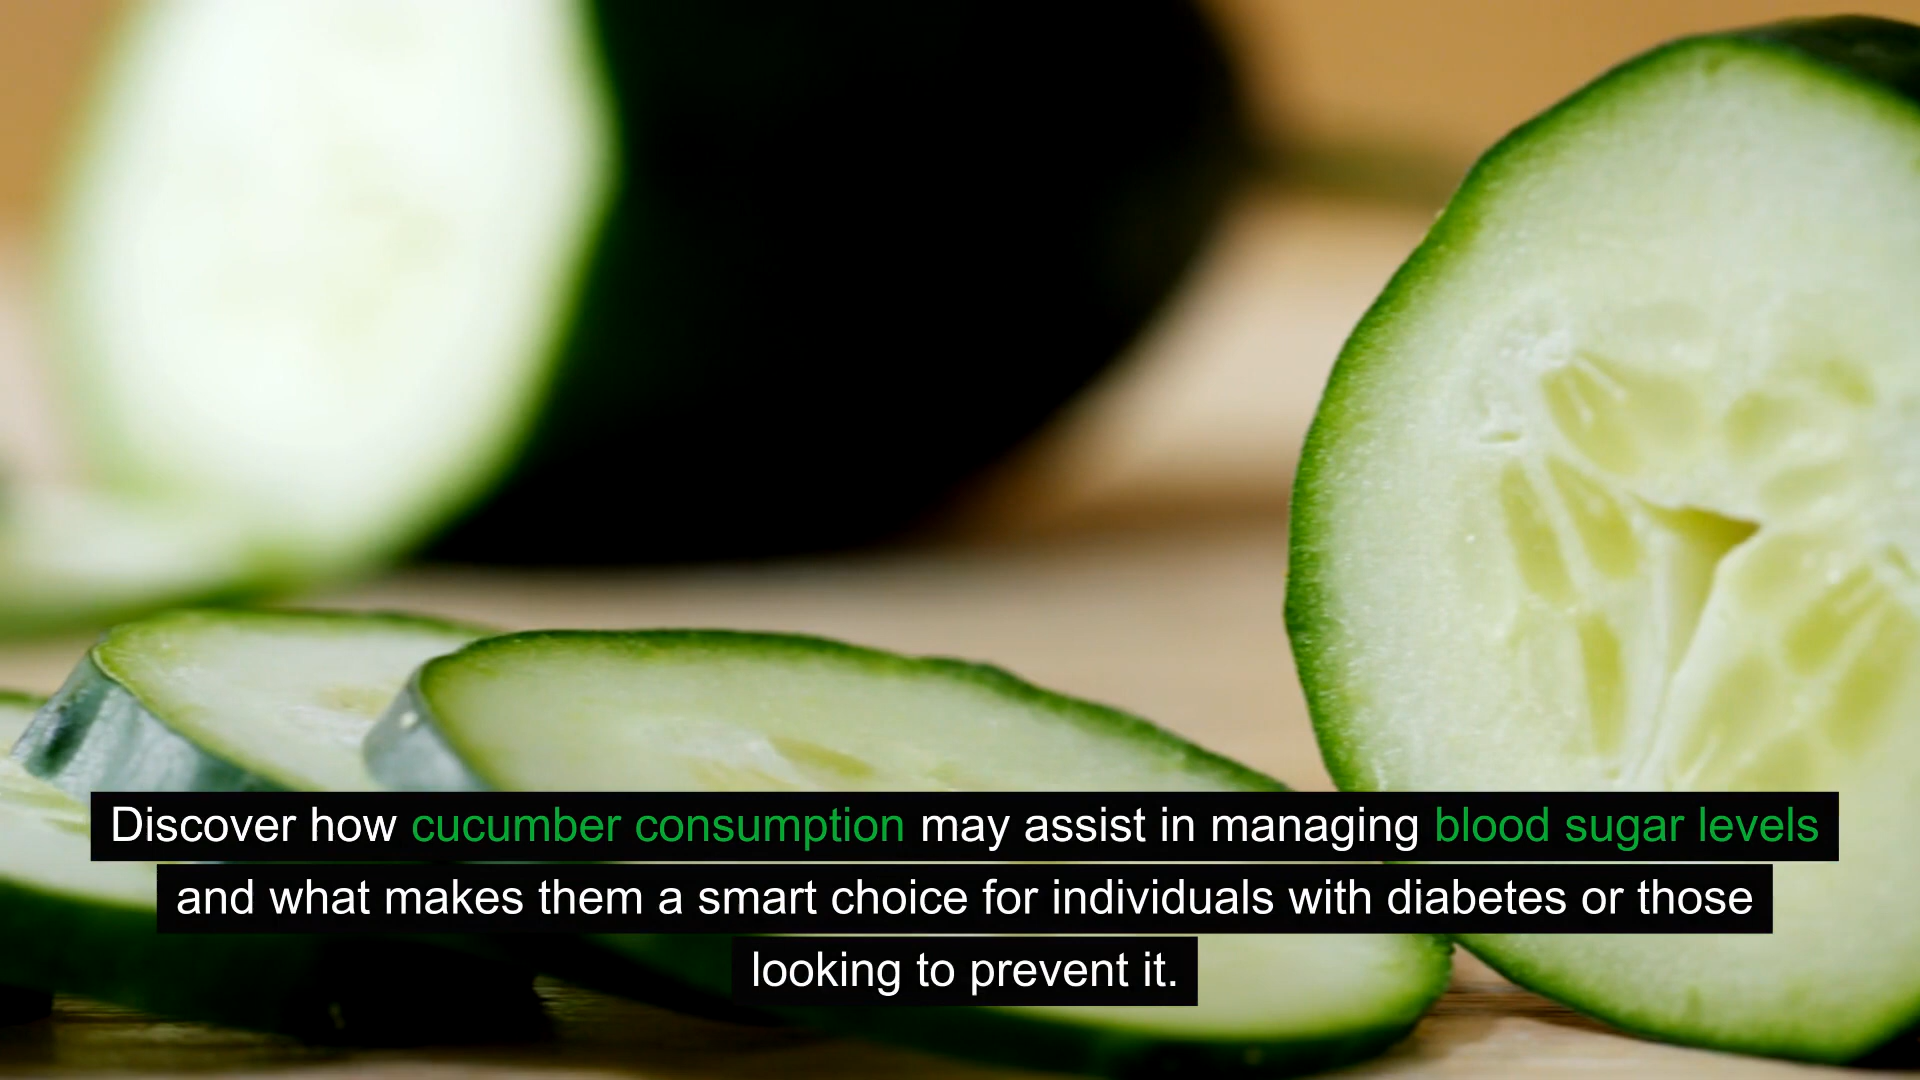 Discover how cucumber consumption may assist in managing blood sugar levels
and what makes them a smart choice for individuals with diabetes or those
looking to prevent it.